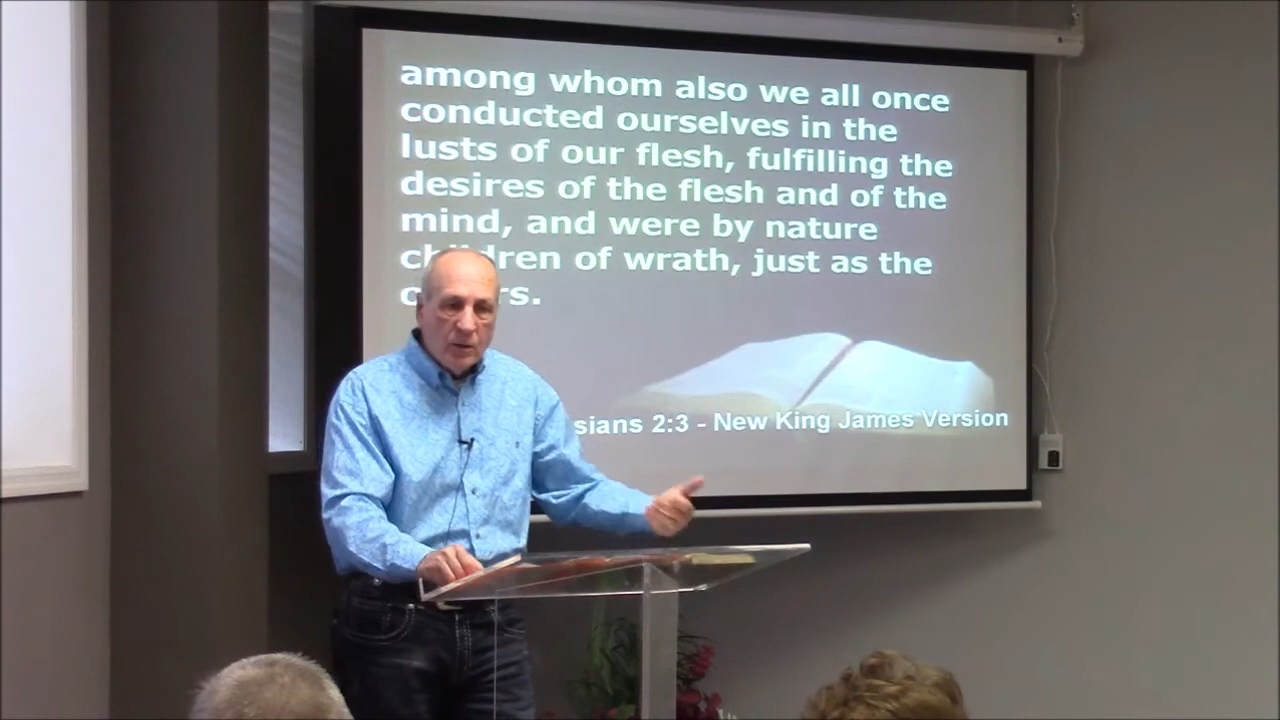 among whom also we all once
conducted ourselves in the
lusts of our flesh, fulfilling the
desires of the flesh and of the
mind, and were by nature
of wrath, just as the
sians 2:3 - New King James Version